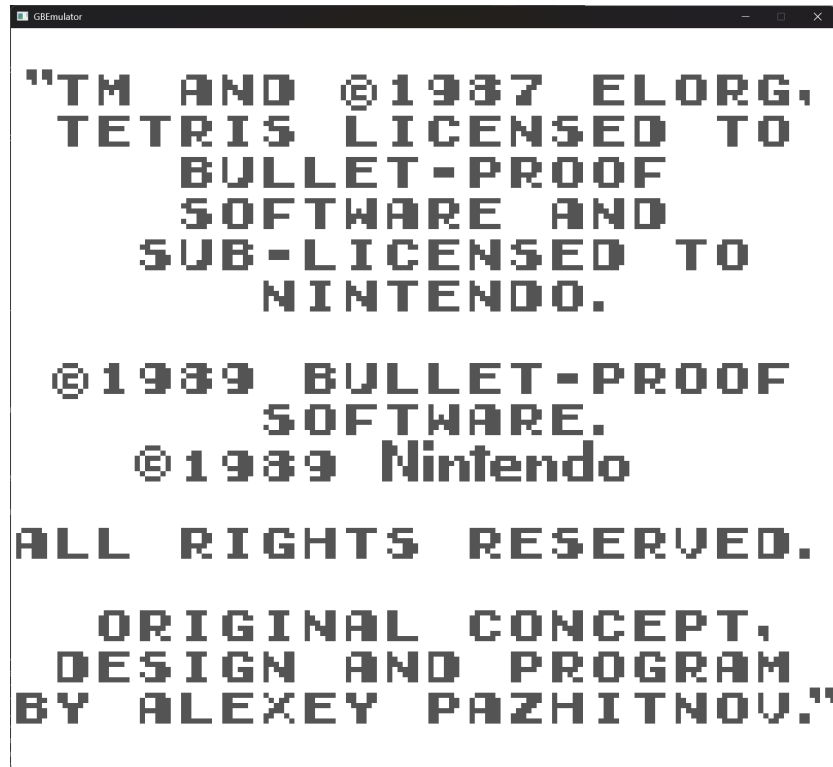 GBEmulator
"TM AND ©1987 ELORG,
TETRIS LICENSED TO
BULLET-PROOF
SOFTWARE AND
SUB-LICENSED TO
NINTENDO.
©1989 BULLET-PROOF
SOFTWARE.
©1989 Nintendo
ALL RIGHTS RESERVED.
ORIGINAL CONCEPT,
DESIGN AND PROGRAM
BY ALEXEY PAZHITNOV."